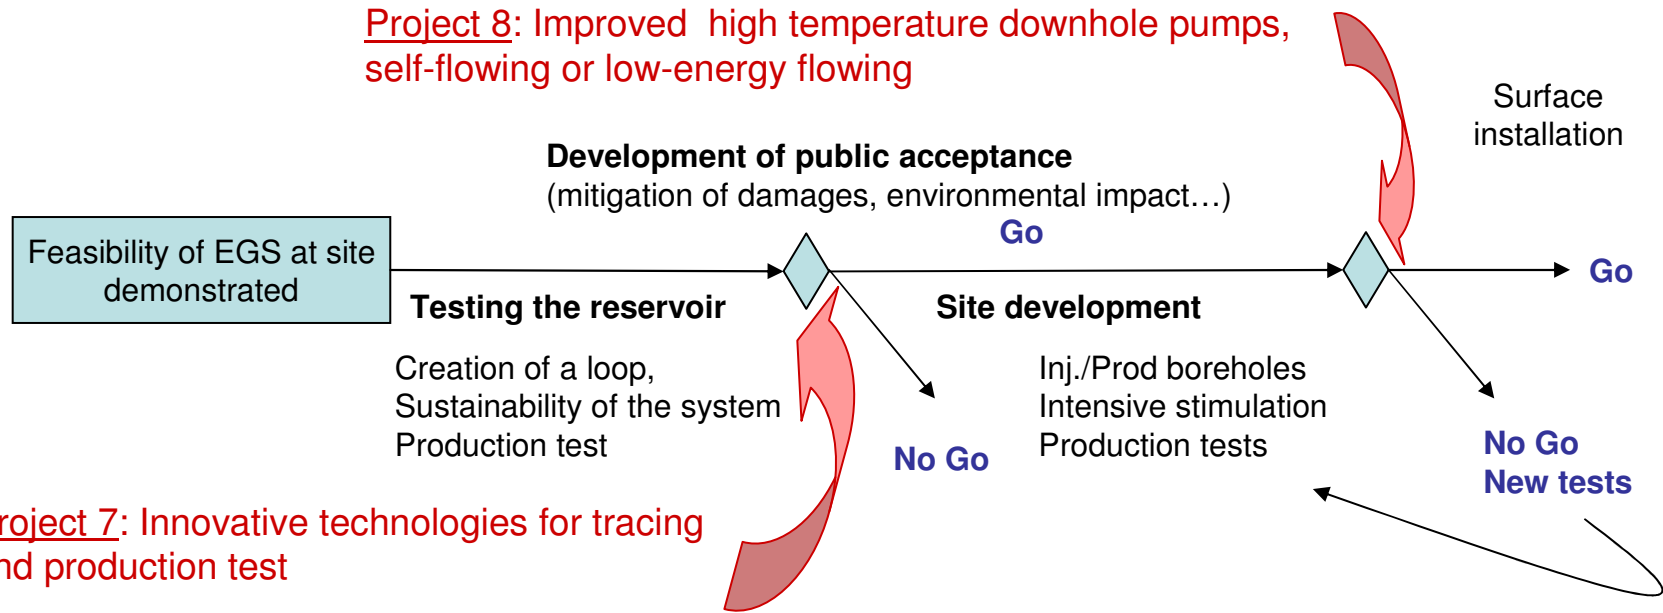 Project 8: Improved high temperature downhole pumps,
self-flowing or low-energy flowing
Surface
installation
Development of public acceptance
(mitigation of damages, environmental impact…)
Go
Feasibility of EGS at site
demonstrated
Go
Testing the reservoir
Site development
Creation of a loop,
Sustainability of the system
Production test
Inj./Prod boreholes
Intensive stimulation
Production tests
No Go
No Go
New tests
roject 7: Innovative technologies for tracing
nd production test